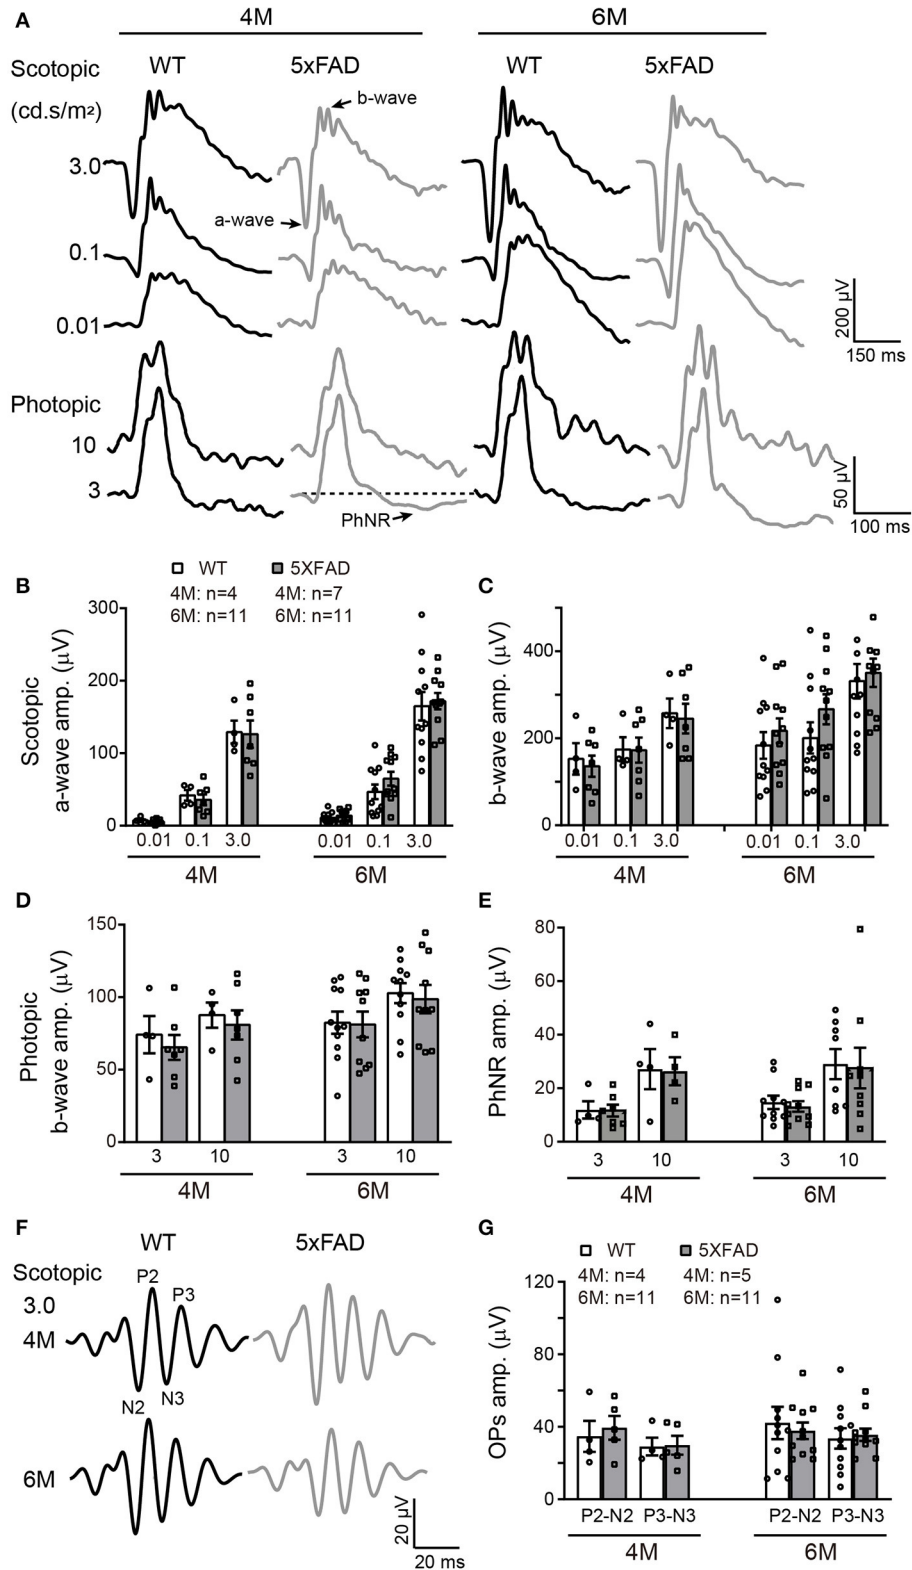 A
4M
6M
Scotopic
WT
5xFAD
WT
5xFAD
(cd.s/m²)
b-wave
3.0
a-wave
0.1
0.01
200 µV
150 ms
Photopic
10
3
PhNR
50 µV
100 ms
B
WT
5XFAD
4M: n=4
4M: n=7
6M: n=11
6M: n=11
Scotopic
a-wave amp. (µV)
300
200
100
0
0.01
0.1
3.0
0.01
0.1
3.0
4M
6M
C
b-wave amp. (µV)
400
200
0
0.01
0.1
3.0
0.01
0.1
3.0
4M
6M
D
Photopic
b-wave amp. (µV)
150
100
50
0
3
10
3
10
4M
6M
E
PhNR amp. (µV)
80
60
40
20
0
3
10
3
10
4M
6M
F
WT
5xFAD
Scotopic
3.0
4M
P2
P3
N2
N3
6M
20 µV
20 ms
G
WT
5XFAD
4M: n=4
4M: n=5
6M: n=11
6M: n=11
OPs amp. (µV)
120
80
40
0
P2-N2
P3-N3
P2-N2
P3-N3
4M
6M